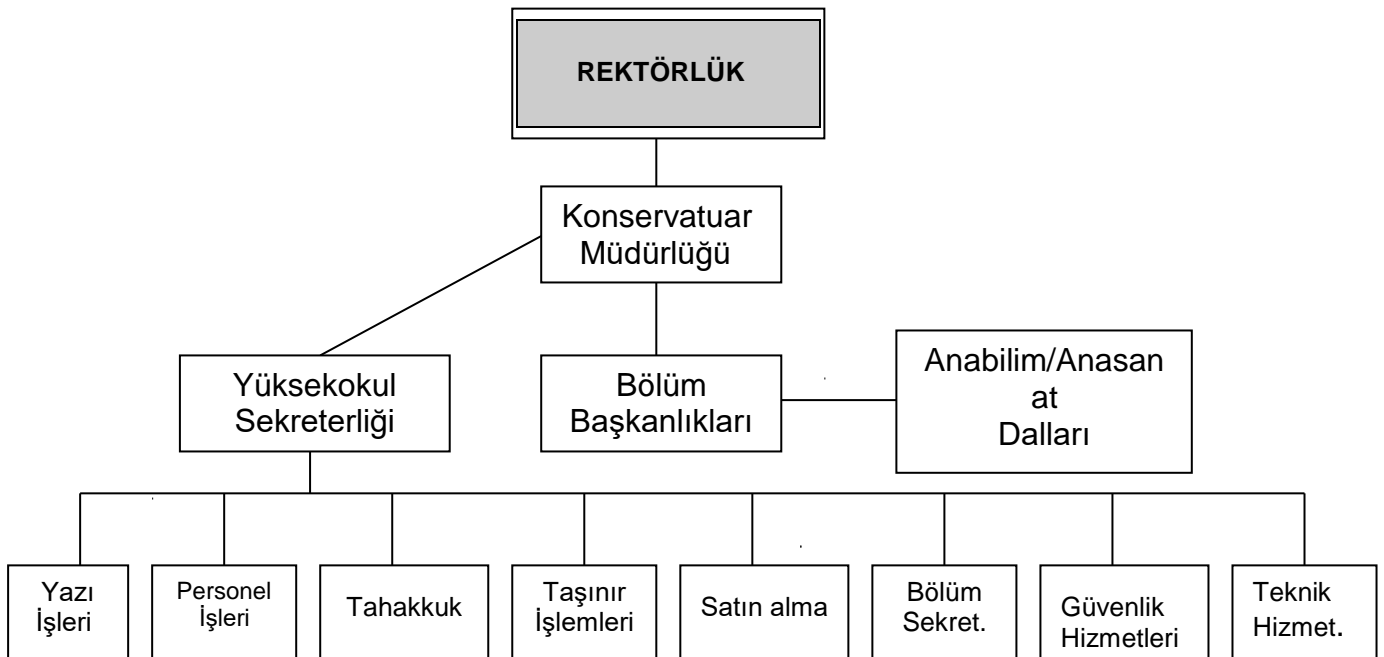 REKTÖRLÜK
Konservatuar
Müdürlüğü
Yüksekokul
Sekreterliği
Bölüm
Başkanlıkları
Anabilim/Anasan
at
Dalları
Yazı
İşleri
Personel
İşleri
Tahakkuk
Taşınır
İşlemleri
Satın alma
Bölüm
Sekret.
Güvenlik
Hizmetleri
Teknik
Hizmet.